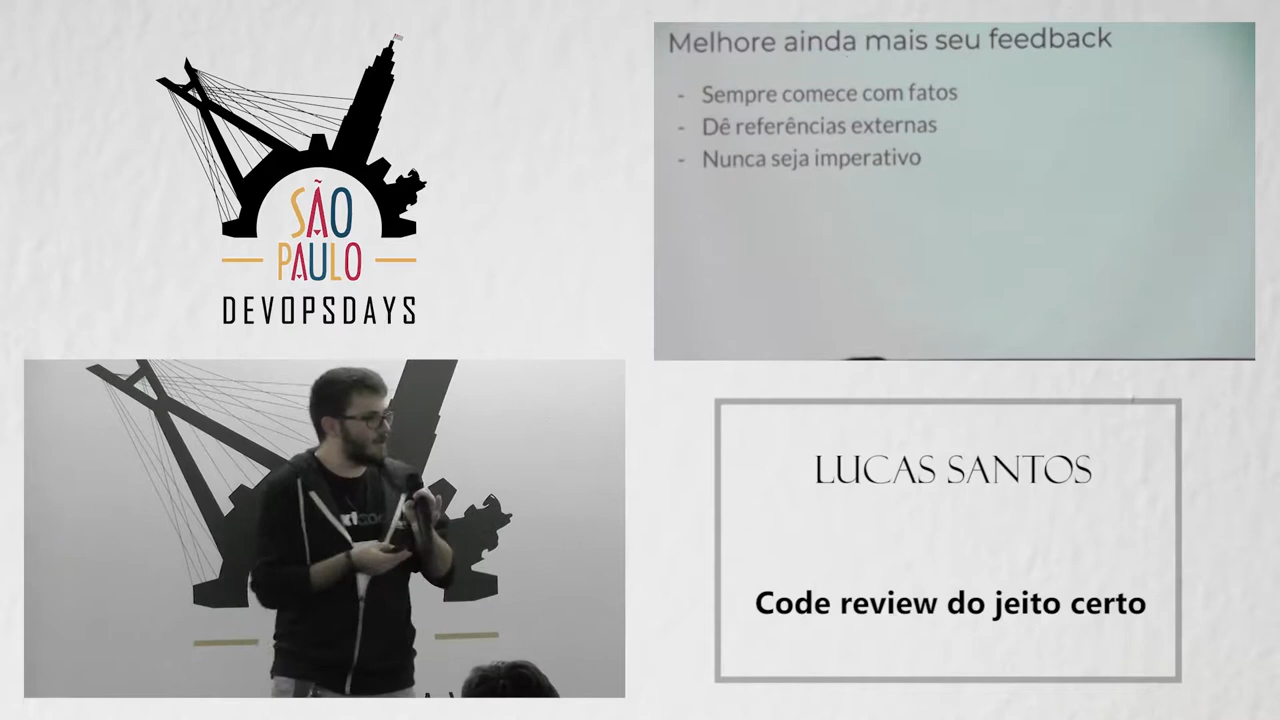 SÃO
PAULO
DEVOPSDAYS
Melhore ainda mais seu feedback
- Sempre comece com fatos
- Dê referências externas
- Nunca seja imperativo
LUCAS SANTOS
Code review do jeito certo